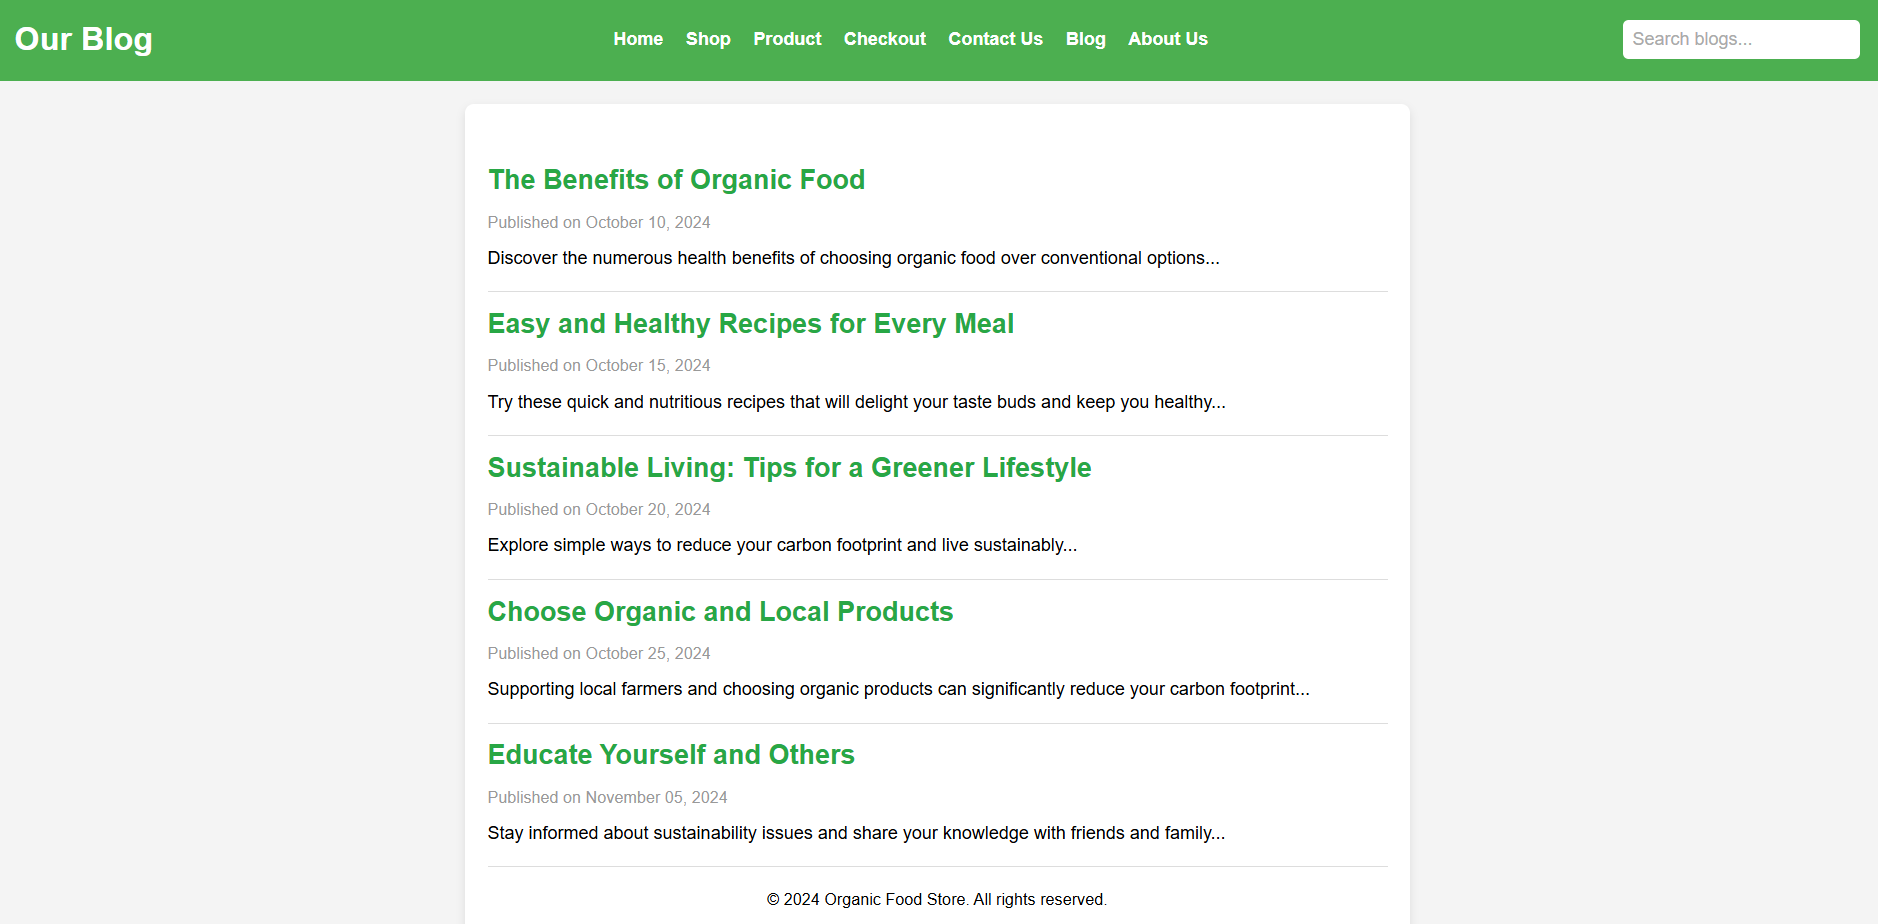 Our Blog
Home Shop Product Checkout Contact Us Blog About Us
Search blogs...
The Benefits of Organic Food
Published on October 10, 2024
Discover the numerous health benefits of choosing organic food over conventional options...
Easy and Healthy Recipes for Every Meal
Published on October 15, 2024
Try these quick and nutritious recipes that will delight your taste buds and keep you healthy...
Sustainable Living: Tips for a Greener Lifestyle
Published on October 20, 2024
Explore simple ways to reduce your carbon footprint and live sustainably...
Choose Organic and Local Products
Published on October 25, 2024
Supporting local farmers and choosing organic products can significantly reduce your carbon footprint...
Educate Yourself and Others
Published on November 05, 2024
Stay informed about sustainability issues and share your knowledge with friends and family...
© 2024 Organic Food Store. All rights reserved.